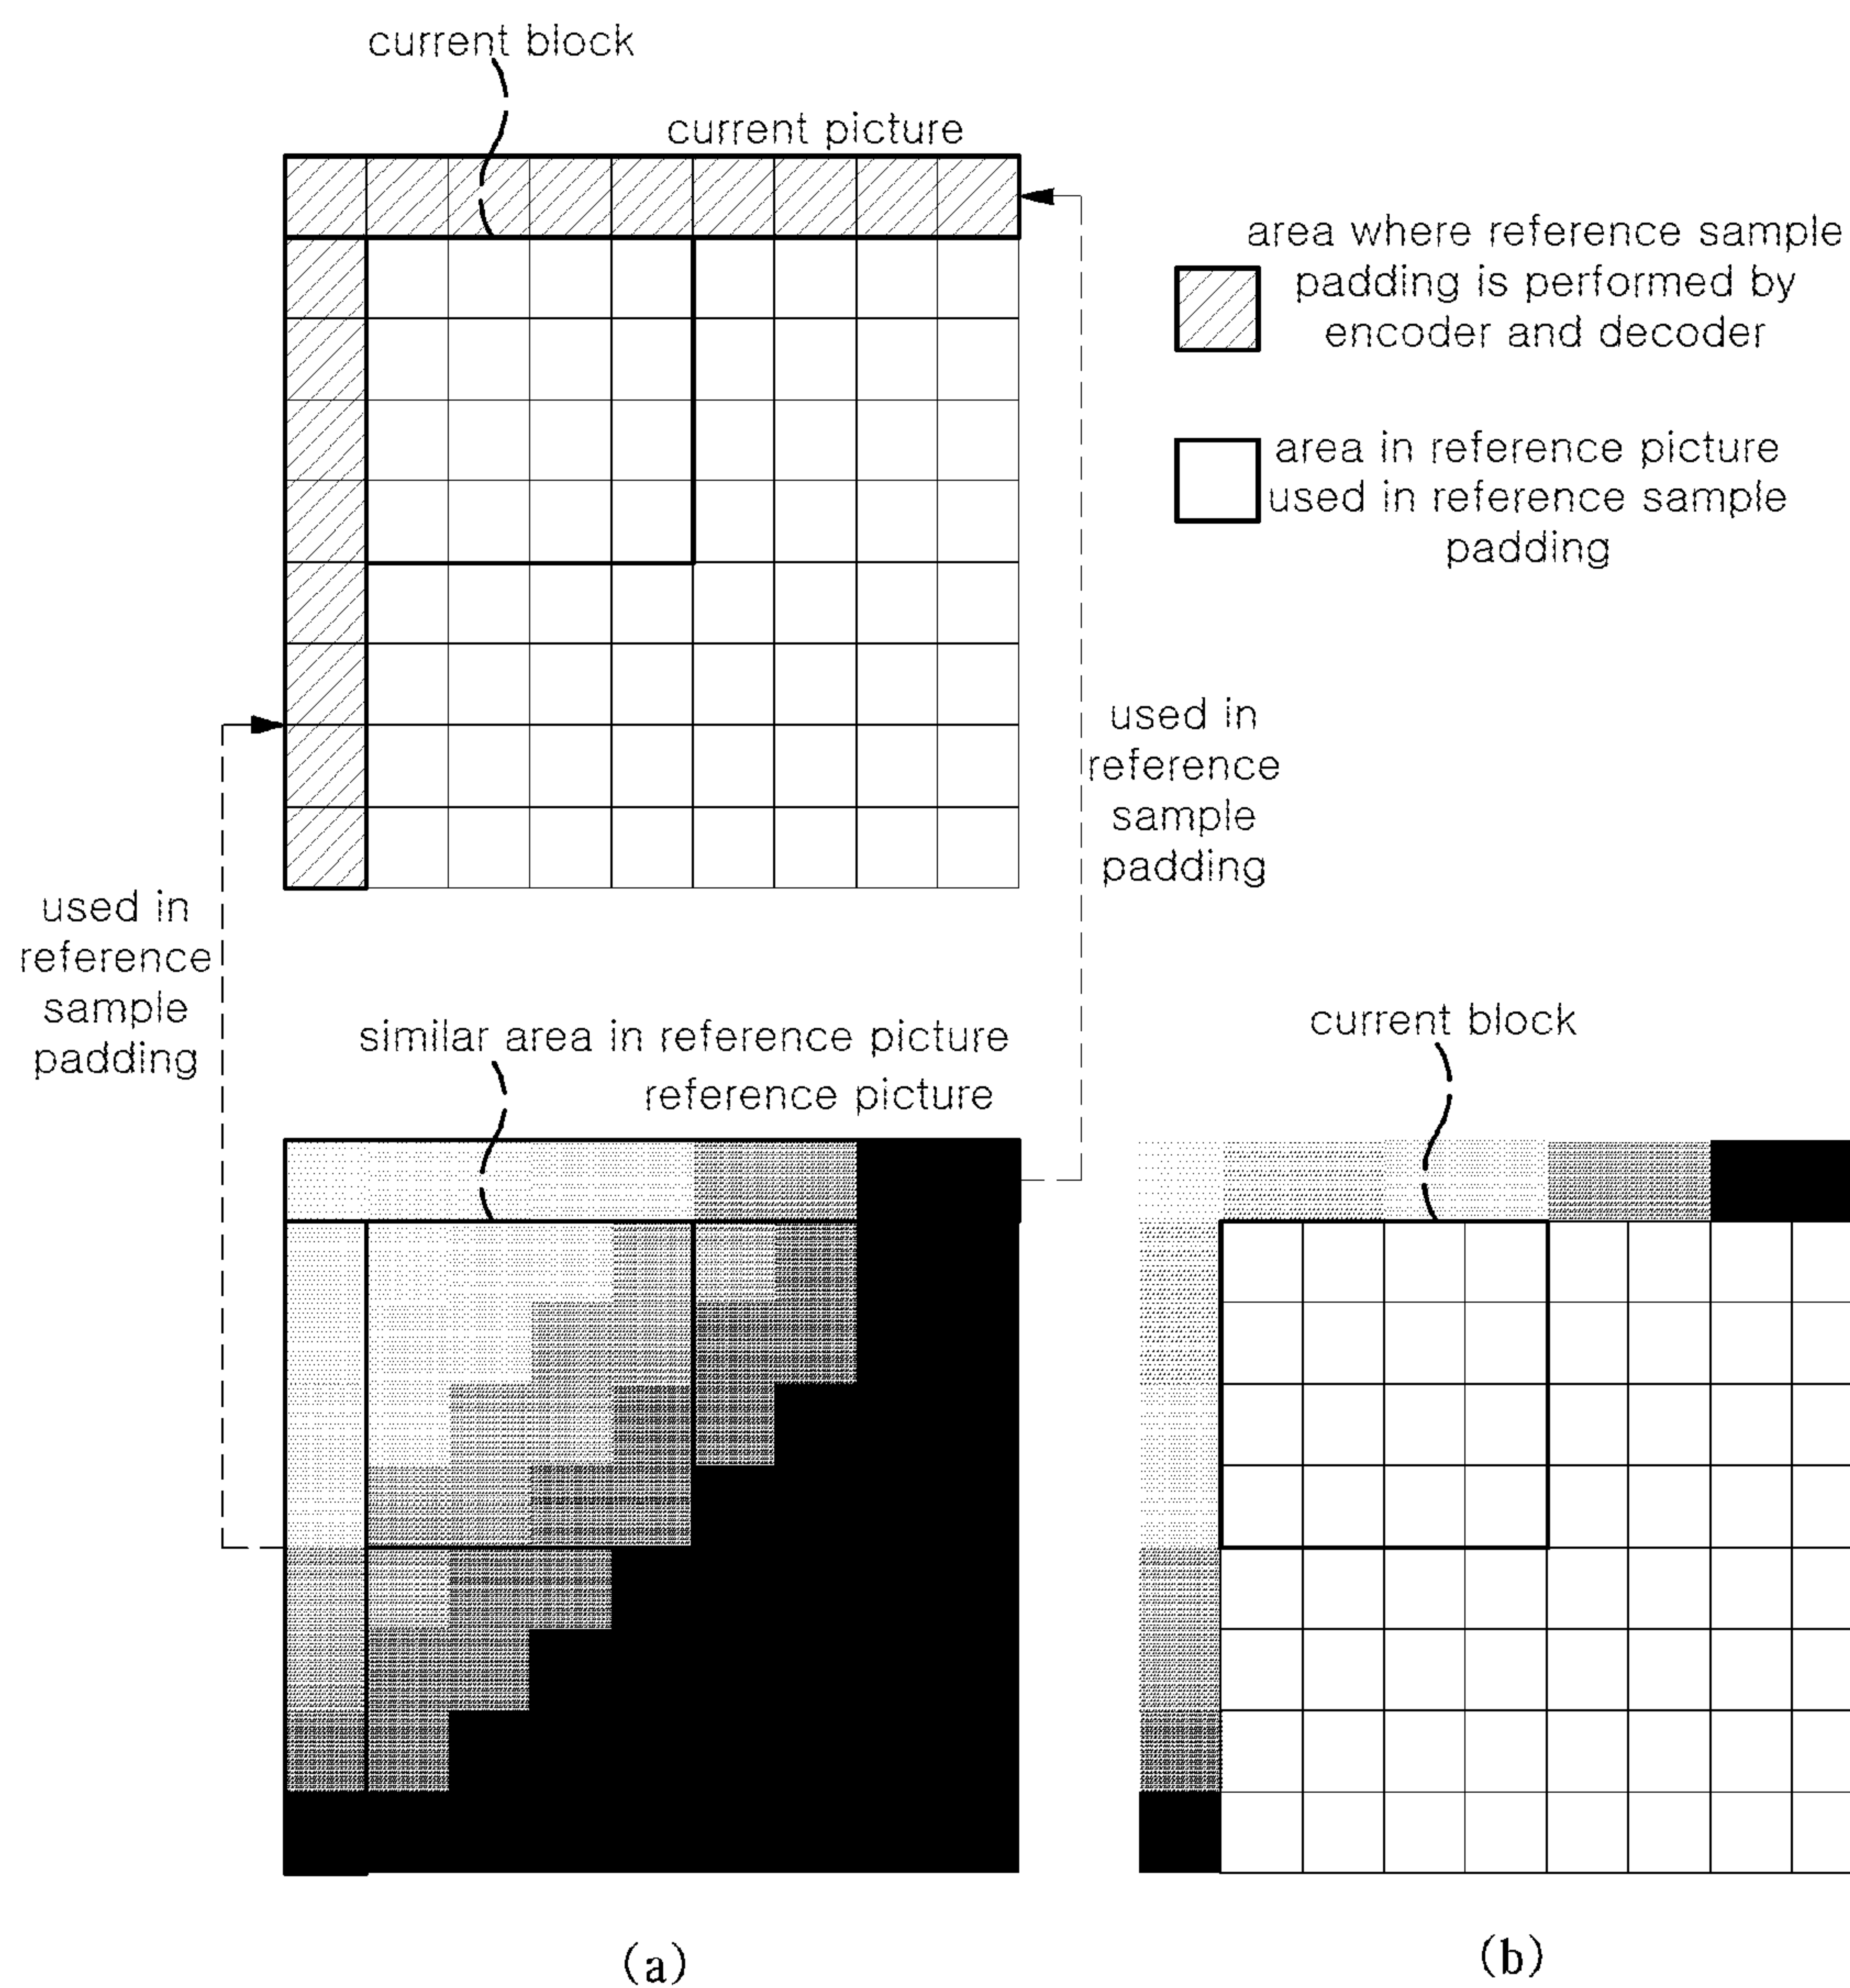 current block
current picture
area where reference sample
padding is performed by
encoder and decoder
area in reference picture
used in reference sample
padding
used in
reference
sample
padding
used in
reference
sample
padding
similar area in reference picture
reference picture
current block
(a)
(b)